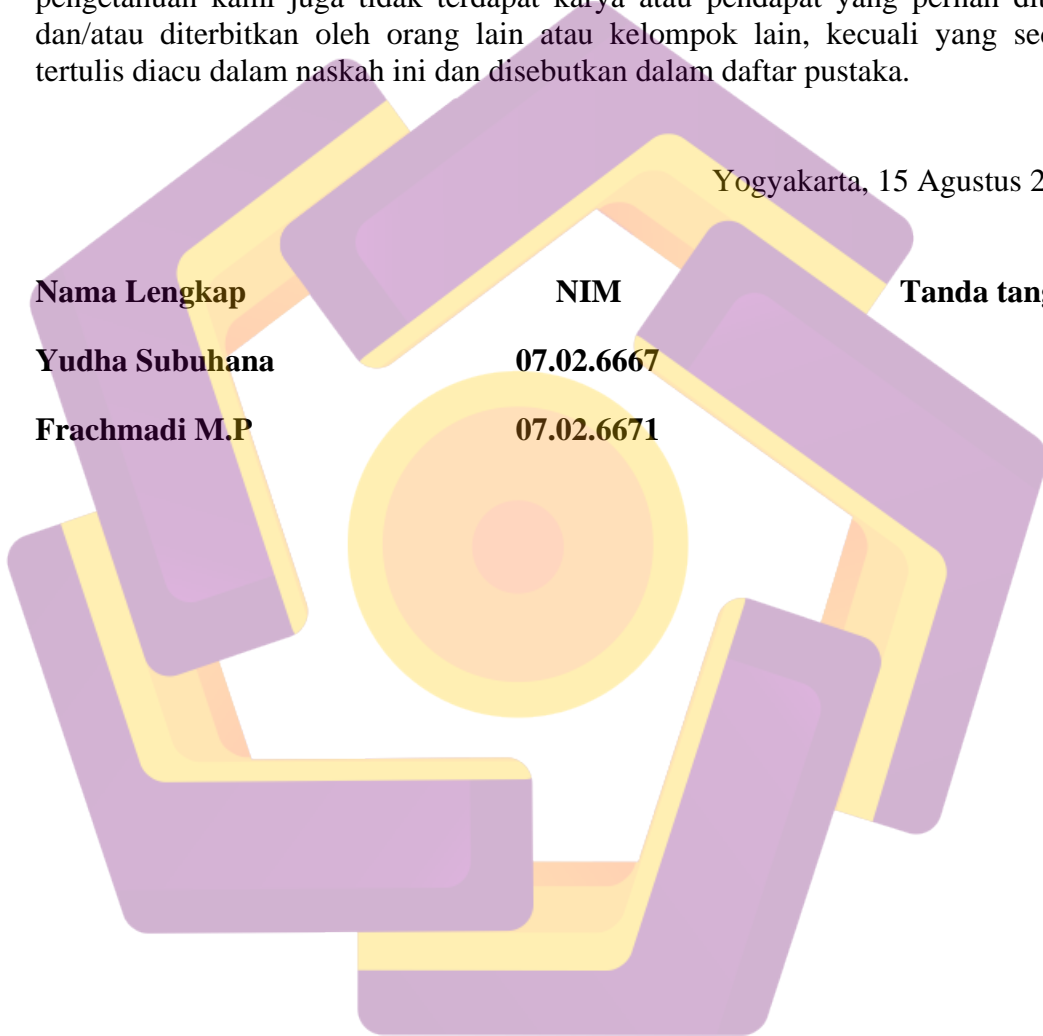 pengetahuan kami juga tidak terdapat karya atau pendapat yang pernah
dan/atau diterbitkan oleh orang lain atau kelompok lain, kecuali yang
tertulis diacu dalam naskah ini dan disebutkan dalam daftar pustaka.
Yogyakarta, 15 Agustus
Nama Lengkap NIM Tanda
Yudha Subuhana 07.02.6667
Frachmadi M.P 07.02.6671